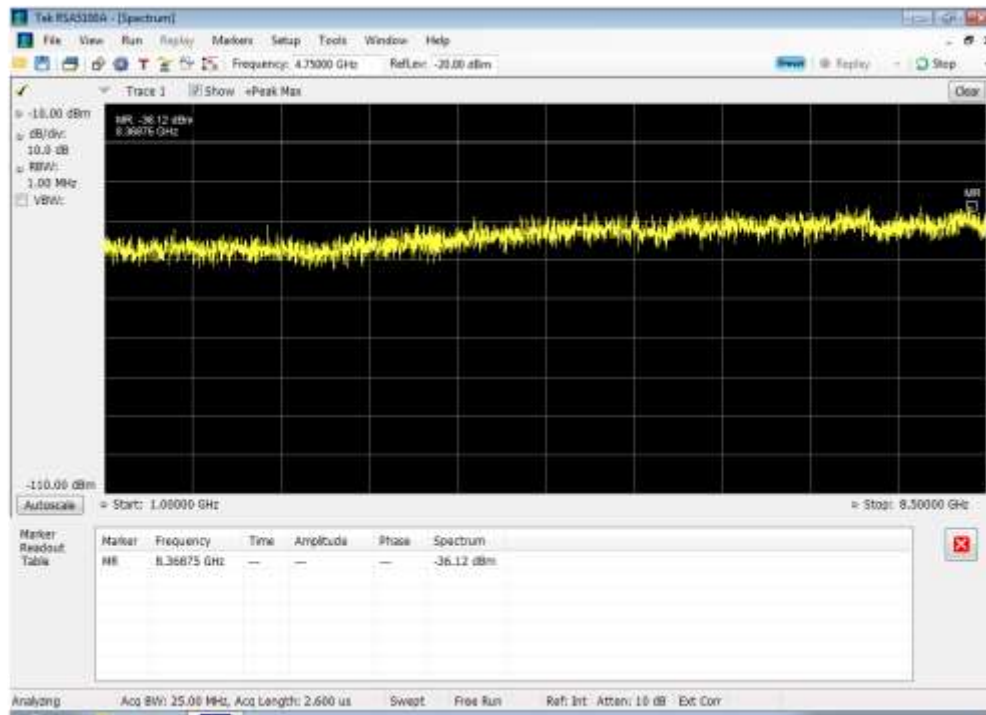 Tek RSA5100A - [Spectrum]
File View Run Replay Markers Setup Tools Window Help
Frequency: 4.75000 GHz RefLev: -20.00 dBm Preset Replay Stop
Trace 1 Show +Peak Max Clear
-10.00 dBm
dB/div:
10.0 dB
RBW:
1.00 MHz
VBW:
MR: -36.12 dBm
8.36875 GHz
MR
-110.00 dBm
Autoscale Start: 1.00000 GHz Stop: 8.50000 GHz
Marker
Readout
Table
Marker Frequency Time Amplitude Phase Spectrum
MR 8.36875 GHz --- --- --- -36.12 dBm
Analyzing Acq BW: 25.00 MHz, Acq Length: 2.600 us Swept Free Run Ref: Int Atten: 10 dB Ext Corr